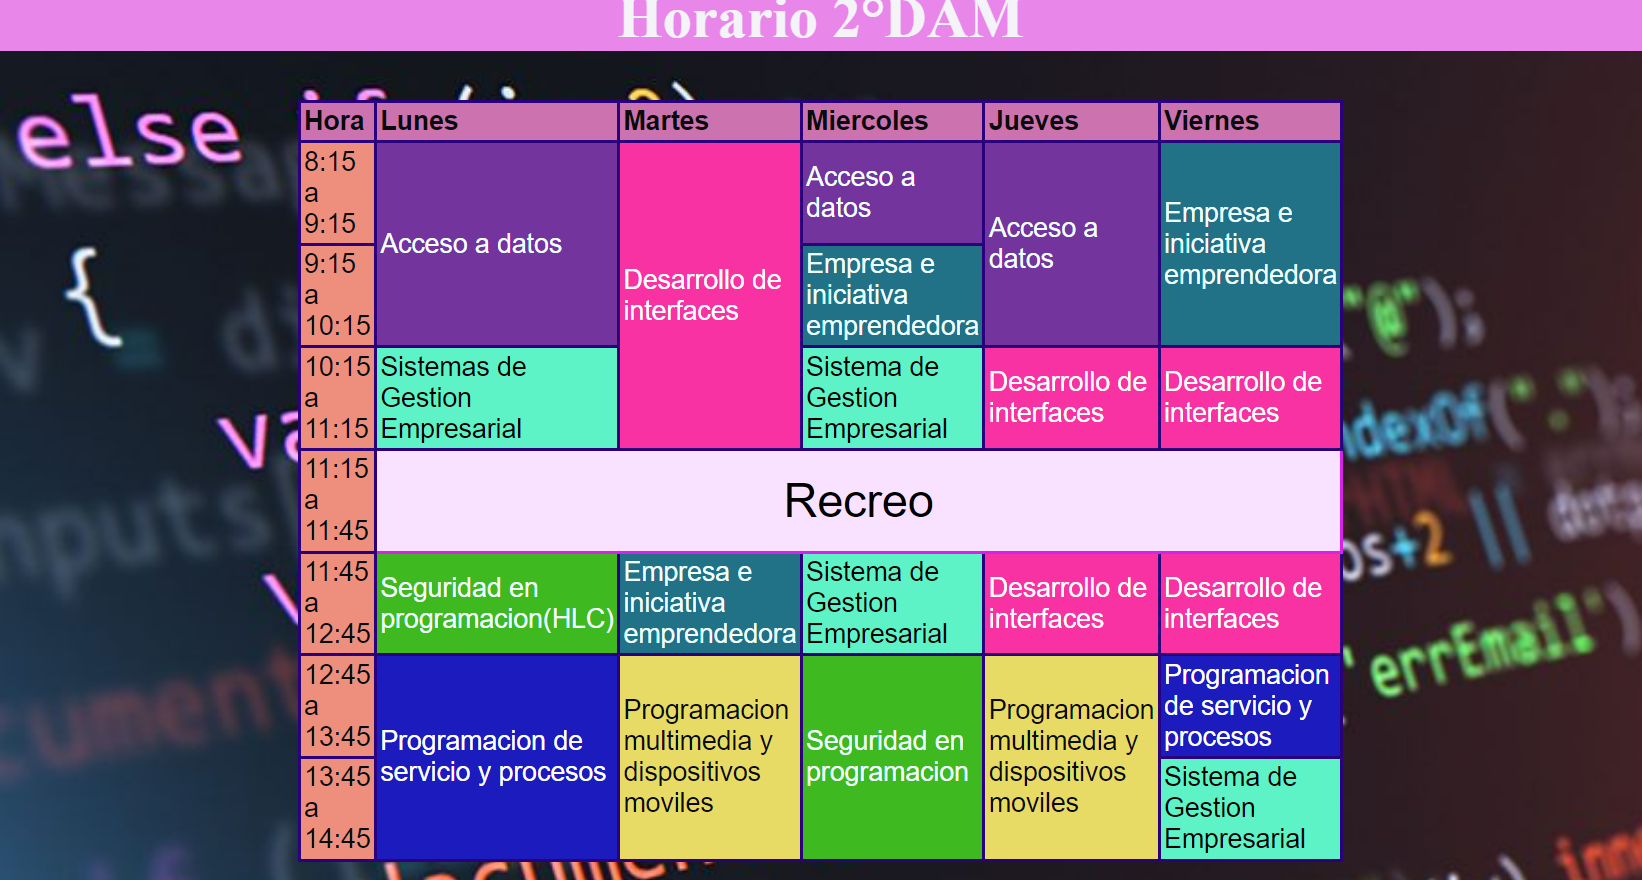 Horario 2°DAM
else
{
Hora Lunes Martes Miercoles Jueves Viernes
8:15
a
9:15
Acceso a datos
Desarrollo de
interfaces
Acceso a
datos
Acceso a
datos
Empresa e
iniciativa
emprendedora
9:15
a
10:15
Empresa e
iniciativa
emprendedora
10:15
a
11:15
Sistemas de
Gestion
Empresarial
Sistema de
Gestion
Empresarial
Desarrollo de
interfaces
Desarrollo de
interfaces
11:15
a
11:45
Recreo
11:45
a
12:45
Seguridad en
programacion(HLC)
Empresa e
iniciativa
emprendedora
Sistema de
Gestion
Empresarial
Desarrollo de
interfaces
Desarrollo de
interfaces
12:45
a
13:45
Programacion de
servicio y procesos
Programacion
multimedia y
dispositivos
moviles
Seguridad en
programacion
Programacion
multimedia y
dispositivos
moviles
Programacion
de servicio y
procesos
13:45
a
14:45
Sistema de
Gestion
Empresarial
"@");
ndexOf(".");
os+2 ||
'errEmail')